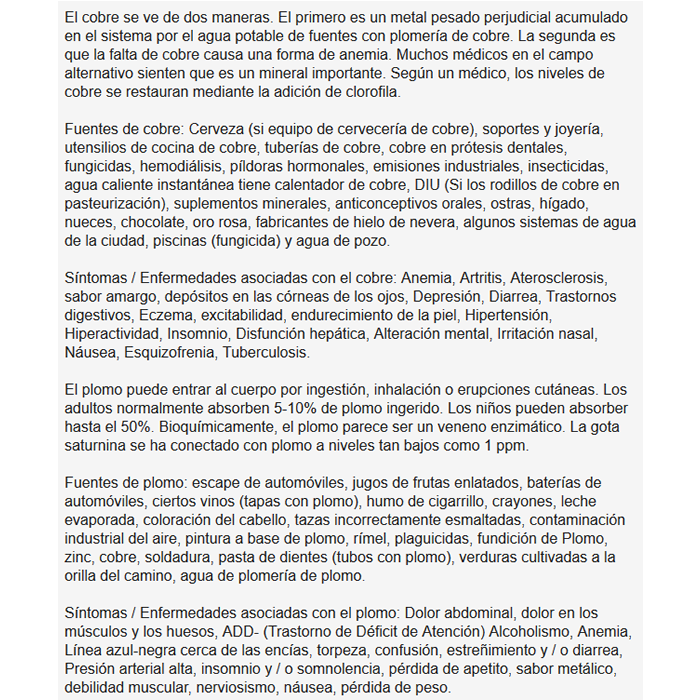 El cobre se ve de dos maneras. El primero es un metal pesado perjudicial acumulado
en el sistema por el agua potable de fuentes con plomería de cobre. La segunda es
que la falta de cobre causa una forma de anemia. Muchos médicos en el campo
alternativo sienten que es un mineral importante. Según un médico, los niveles de
cobre se restauran mediante la adición de clorofila.
Fuentes de cobre: Cerveza (si equipo de cervecería de cobre), soportes y joyería,
utensilios de cocina de cobre, tuberías de cobre, cobre en prótesis dentales,
fungicidas, hemodiálisis, píldoras hormonales, emisiones industriales, insecticidas,
agua caliente instantánea tiene calentador de cobre, DIU (Si los rodillos de cobre en
pasteurización), suplementos minerales, anticonceptivos orales, ostras, hígado,
nueces, chocolate, oro rosa, fabricantes de hielo de nevera, algunos sistemas de agua
de la ciudad, piscinas (fungicida) y agua de pozo.
Síntomas / Enfermedades asociadas con el cobre: Anemia, Artritis, Aterosclerosis,
sabor amargo, depósitos en las córneas de los ojos, Depresión, Diarrea, Trastornos
digestivos, Eczema, excitabilidad, endurecimiento de la piel, Hipertensión,
Hiperactividad, Insomnio, Disfunción hepática, Alteración mental, Irritación nasal,
Náusea, Esquizofrenia, Tuberculosis.
El plomo puede entrar al cuerpo por ingestión, inhalación o erupciones cutáneas. Los
adultos normalmente absorben 5-10% de plomo ingerido. Los niños pueden absorber
hasta el 50%. Bioquímicamente, el plomo parece ser un veneno enzimático. La gota
saturnina se ha conectado con plomo a niveles tan bajos como 1 ppm.
Fuentes de plomo: escape de automóviles, jugos de frutas enlatados, baterías de
automóviles, ciertos vinos (tapas con plomo), humo de cigarrillo, crayones, leche
evaporada, coloración del cabello, tazas incorrectamente esmaltadas, contaminación
industrial del aire, pintura a base de plomo, rímel, plaguicidas, fundición de Plomo,
zinc, cobre, soldadura, pasta de dientes (tubos con plomo), verduras cultivadas a la
orilla del camino, agua de plomería de plomo.
Síntomas / Enfermedades asociadas con el plomo: Dolor abdominal, dolor en los
músculos y los huesos, ADD- (Trastorno de Déficit de Atención) Alcoholismo, Anemia,
Línea azul-negra cerca de las encías, torpeza, confusión, estreñimiento y / o diarrea,
Presión arterial alta, insomnio y / o somnolencia, pérdida de apetito, sabor metálico,
debilidad muscular, nerviosismo, náusea, pérdida de peso.